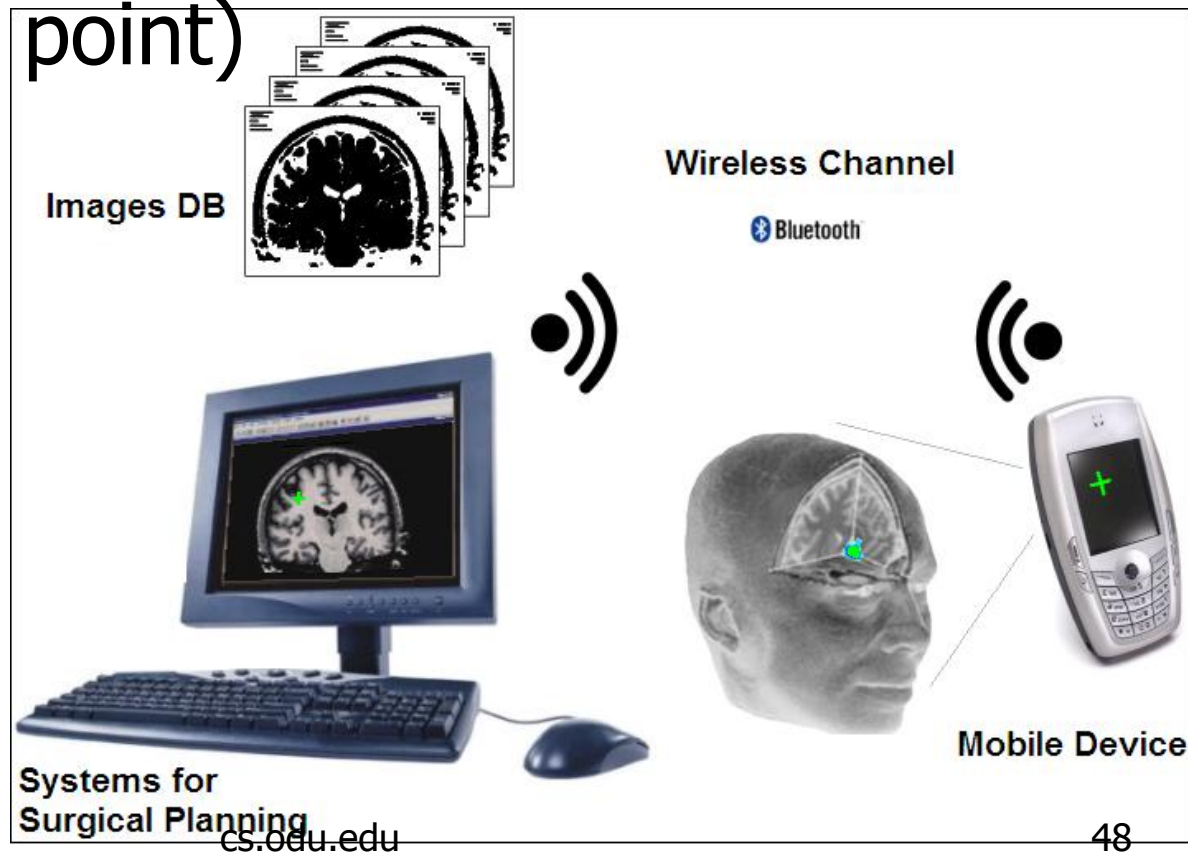 point)
Images DB
Wireless Channel
Bluetooth
Mobile Device
Systems for
Surgical Planning
cs.odu.edu
48